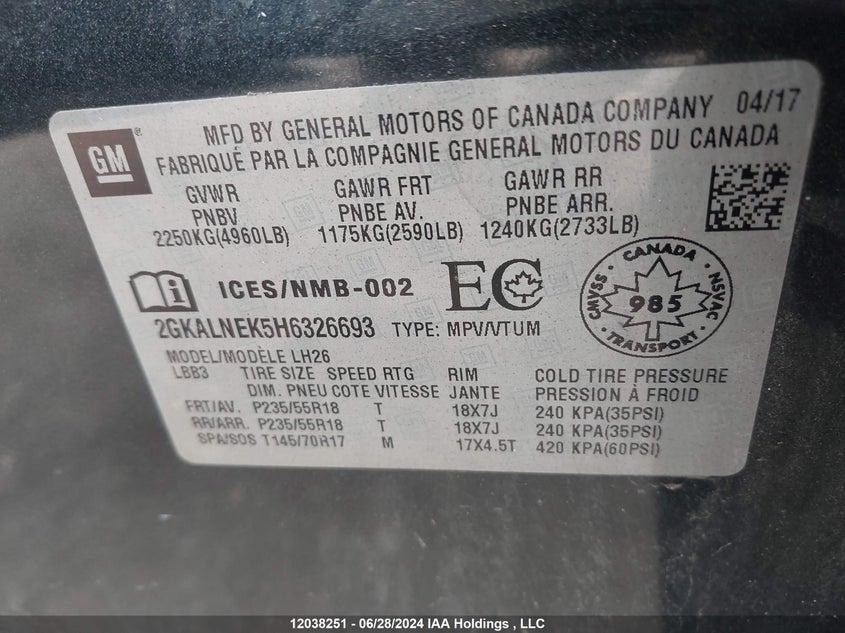 GM
MFD BY GENERAL MOTORS OF CANADA COMPANY 04/17
FABRIQUÉ PAR LA COMPAGNIE GENERAL MOTORS DU CANADA
GVWR GAWR FRT GAWR RR
PNBV PNBE AV. PNBE ARR.
2250KG(4960LB) 1175KG(2590LB) 1240KG(2733LB)
i ICES/NMB-002 EC
CANADA
CMVSS 985 NSVAC
TRANSPORT
2GKALNEK5H6326693 TYPE: MPV/VTUM
MODEL/MODÈLE LH26
LBB3 TIRE SIZE SPEED RTG RIM COLD TIRE PRESSURE
DIM. PNEU COTE VITESSE JANTE PRESSION À FROID
FRT/AV. P235/55R18 T 18X7J 240 KPA(35PSI)
RR/ARR. P235/55R18 T 18X7J 240 KPA(35PSI)
SPA/SOS T145/70R17 M 17X4.5T 420 KPA(60PSI)
12038251 - 06/28/2024 IAA Holdings , LLC